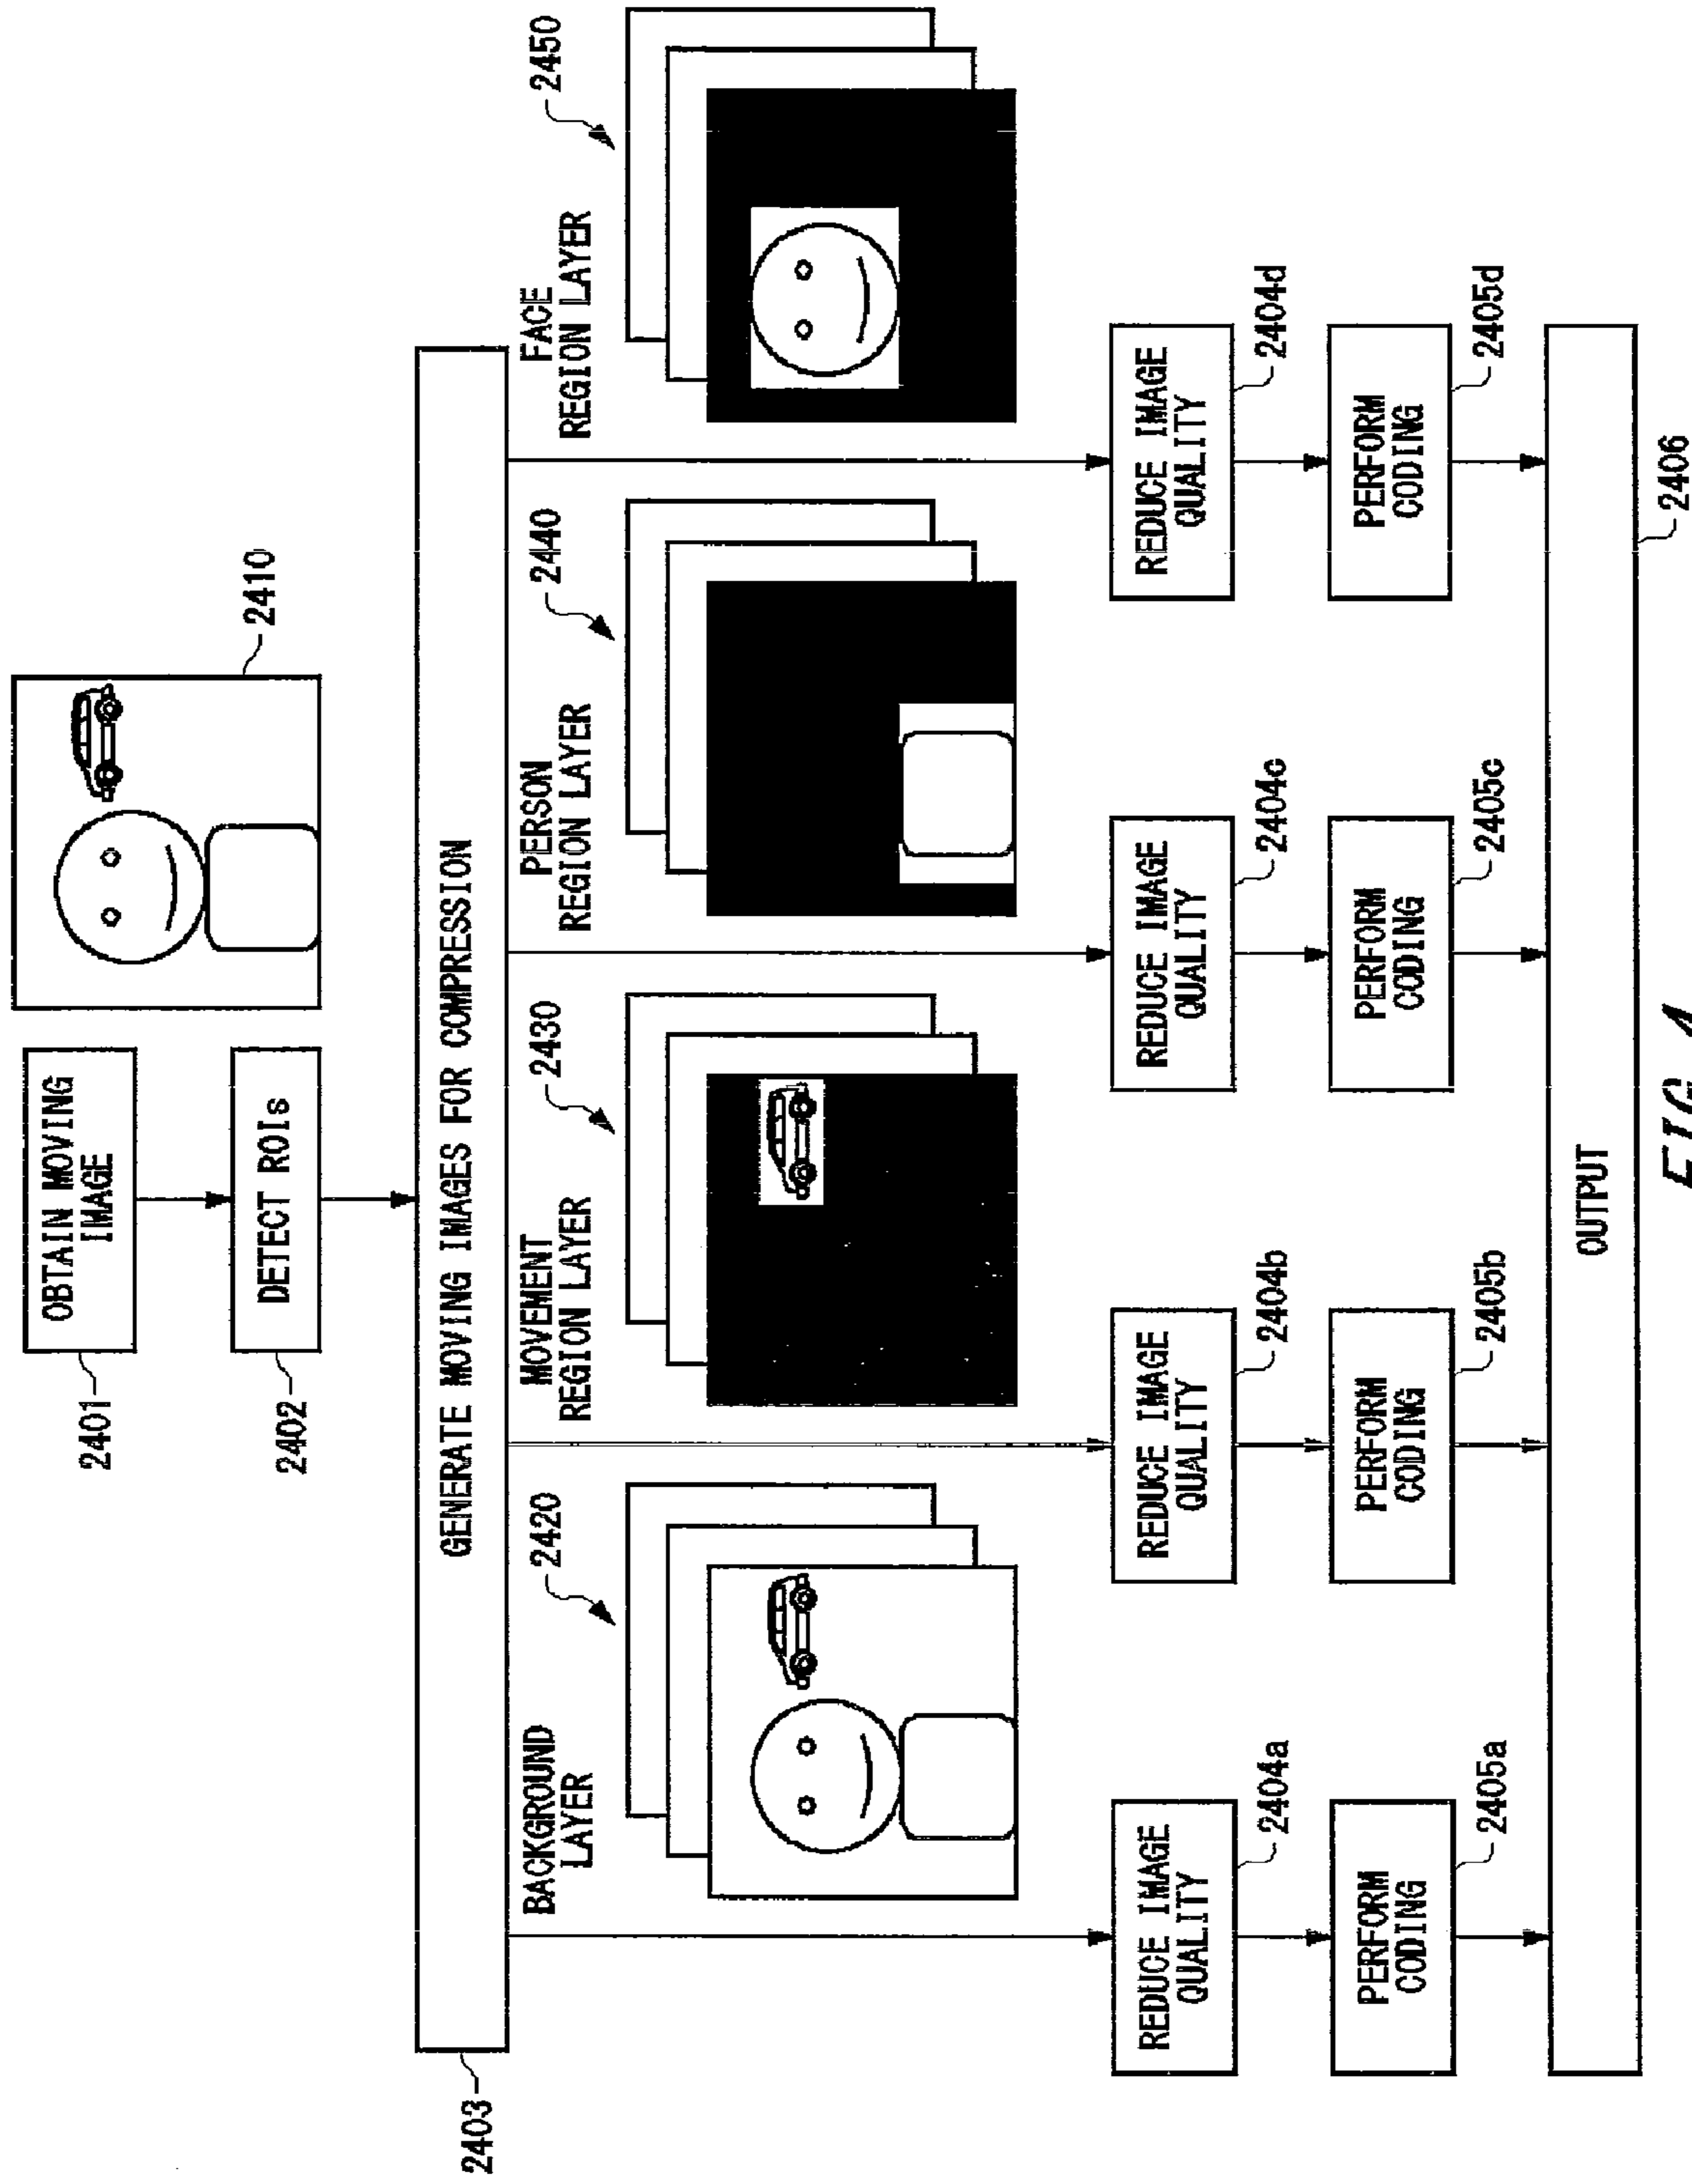 2401
OBTAIN MOVING
IMAGE
2410
2402
DETECT ROIs
2403
GENERATE MOVING IMAGES FOR COMPRESSION
BACKGROUND
LAYER
2420
MOVEMENT
REGION LAYER
2430
PERSON
REGION LAYER
2440
FACE
REGION LAYER
2450
REDUCE IMAGE
QUALITY
2404a
REDUCE IMAGE
QUALITY
2404b
REDUCE IMAGE
QUALITY
2404c
REDUCE IMAGE
QUALITY
2404d
PERFORM
CODING
2405a
PERFORM
CODING
2405b
PERFORM
CODING
2405c
PERFORM
CODING
2405d
OUTPUT
2406
FIG. 4